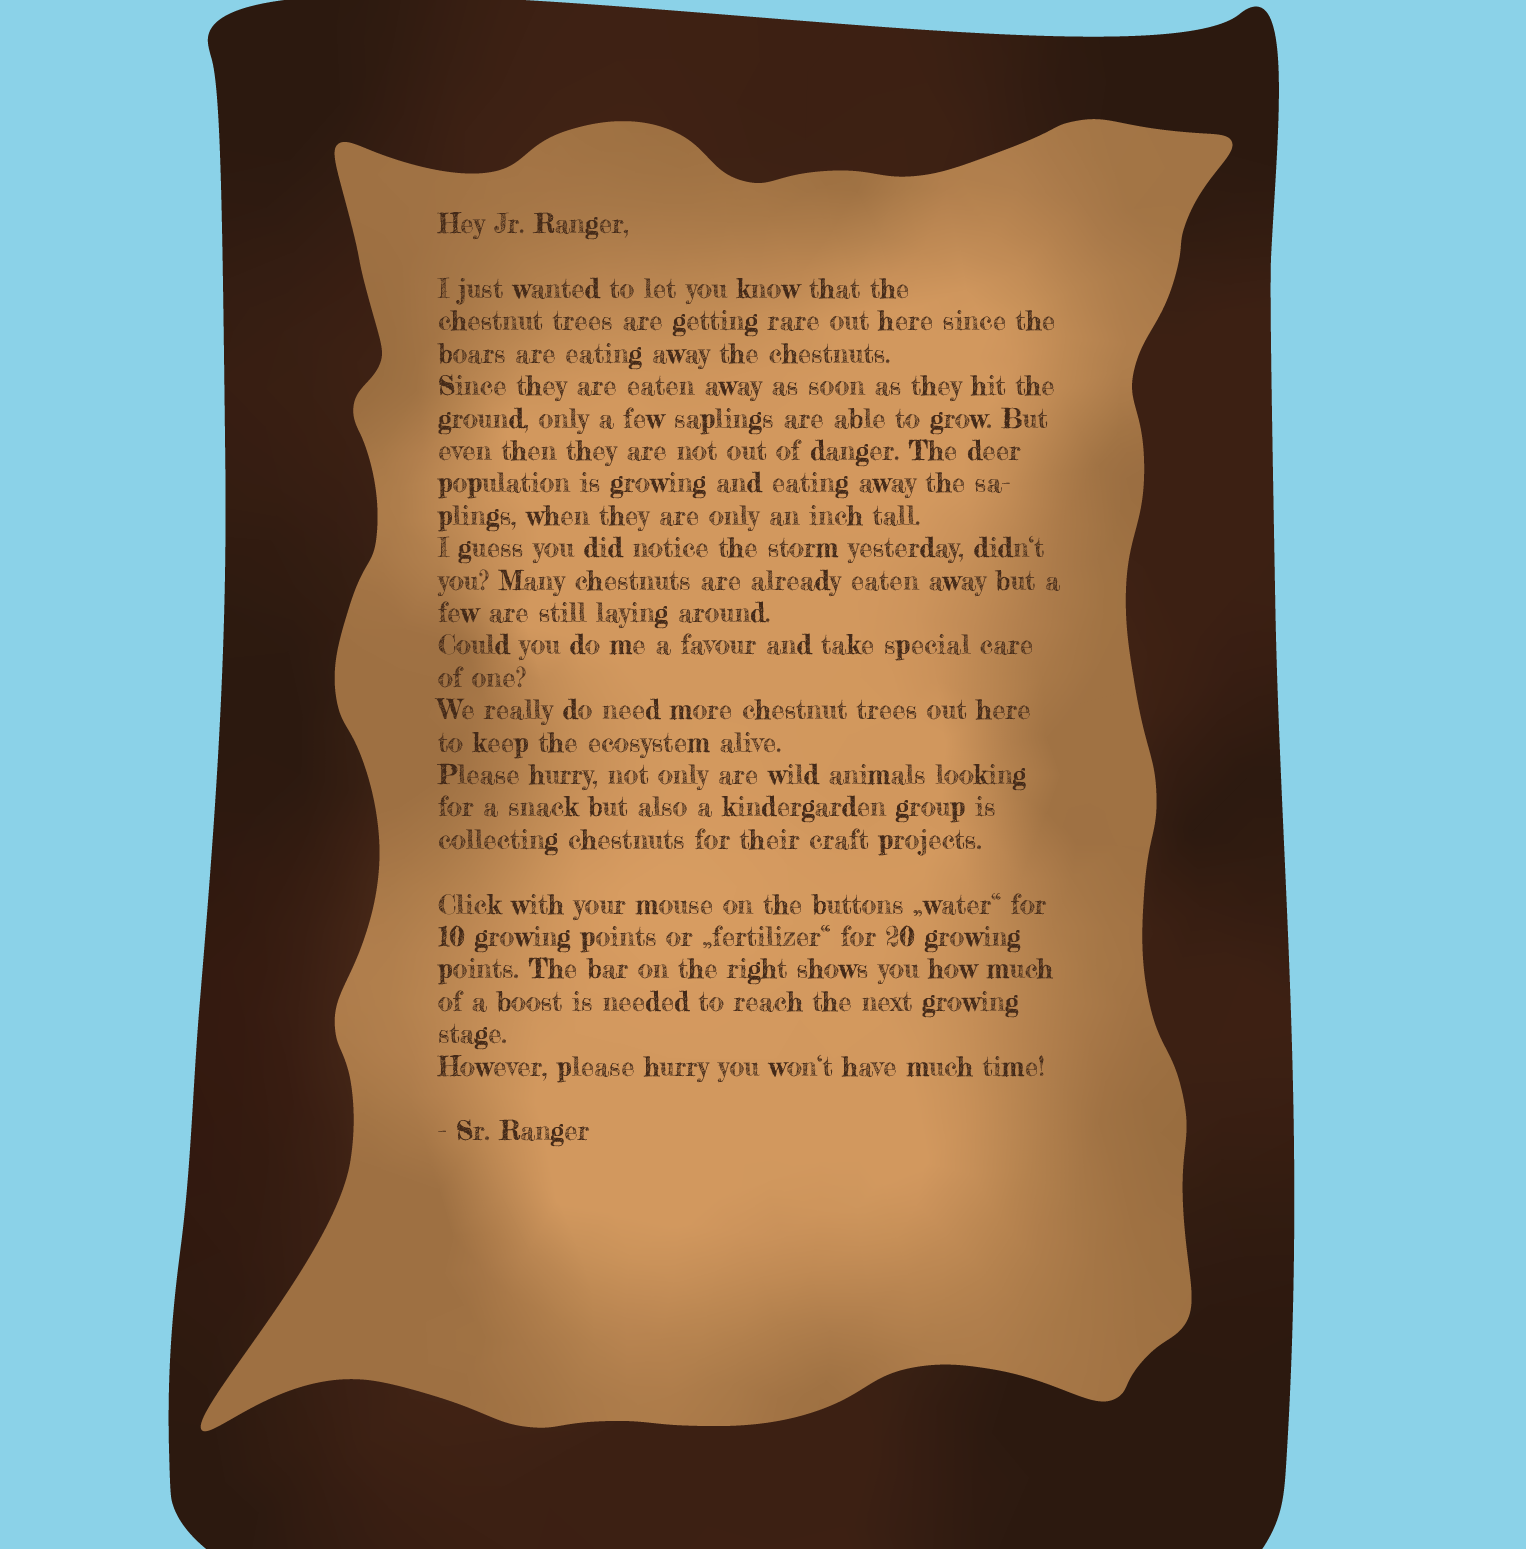 Hey Jr. Ranger,
I just wanted to let you know that the
chestnut trees are getting rare out here since the
boars are eating away the chestnuts.
Since they are eaten away as soon as they hit the
ground, only a few saplings are able to grow. But
even then they are not out of danger. The deer
population is growing and eating away the sa-
plings, when they are only an inch tall.
I guess you did notice the storm yesterday, didn‘t
you? Many chestnuts are already eaten away but a
few are still laying around.
Could you do me a favour and take special care
of one?
We really do need more chestnut trees out here
to keep the ecosystem alive.
Please hurry, not only are wild animals looking
for a snack but also a kindergarden group is
collecting chestnuts for their craft projects.
Click with your mouse on the buttons „water“ for
10 growing points or „fertilizer“ for 20 growing
points. The bar on the right shows you how much
of a boost is needed to reach the next growing
stage.
However, please hurry you won‘t have much time!
- Sr. Ranger